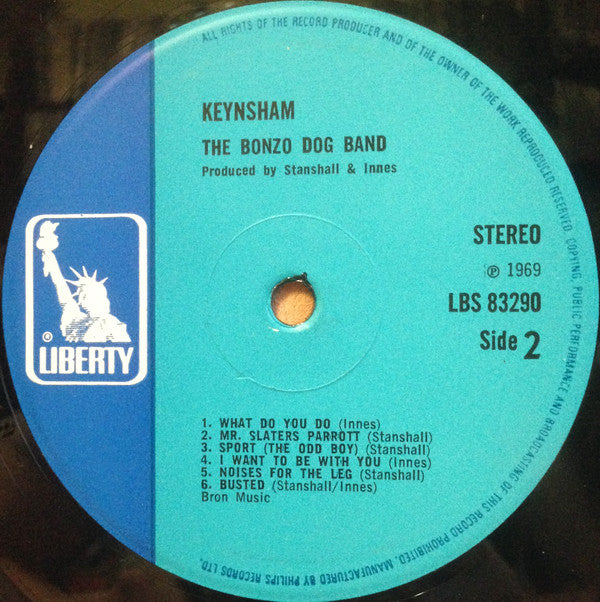 ALL RIGHTS OF THE RECORD PRODUCER AND OF THE OWNER OF THE WORK REPRODUCED RESERVED. COPYING, PUBLIC PERFORMANCE AND BROADCASTING OF THIS RECORD PROHIBITED. MANUFACTURED BY PHILIPS RECORDS LTD.
KEYNSHAM
THE BONZO DOG BAND
Produced by Stanshall & Innes
STEREO
℗ 1969
LBS 83290
Side 2
® LIBERTY
1. WHAT DO YOU DO (Innes)
2. MR. SLATERS PARROTT (Stanshall)
3. SPORT (THE ODD BOY) (Stanshall)
4. I WANT TO BE WITH YOU (Innes)
5. NOISES FOR THE LEG (Stanshall)
6. BUSTED (Stanshall/Innes)
Bron Music